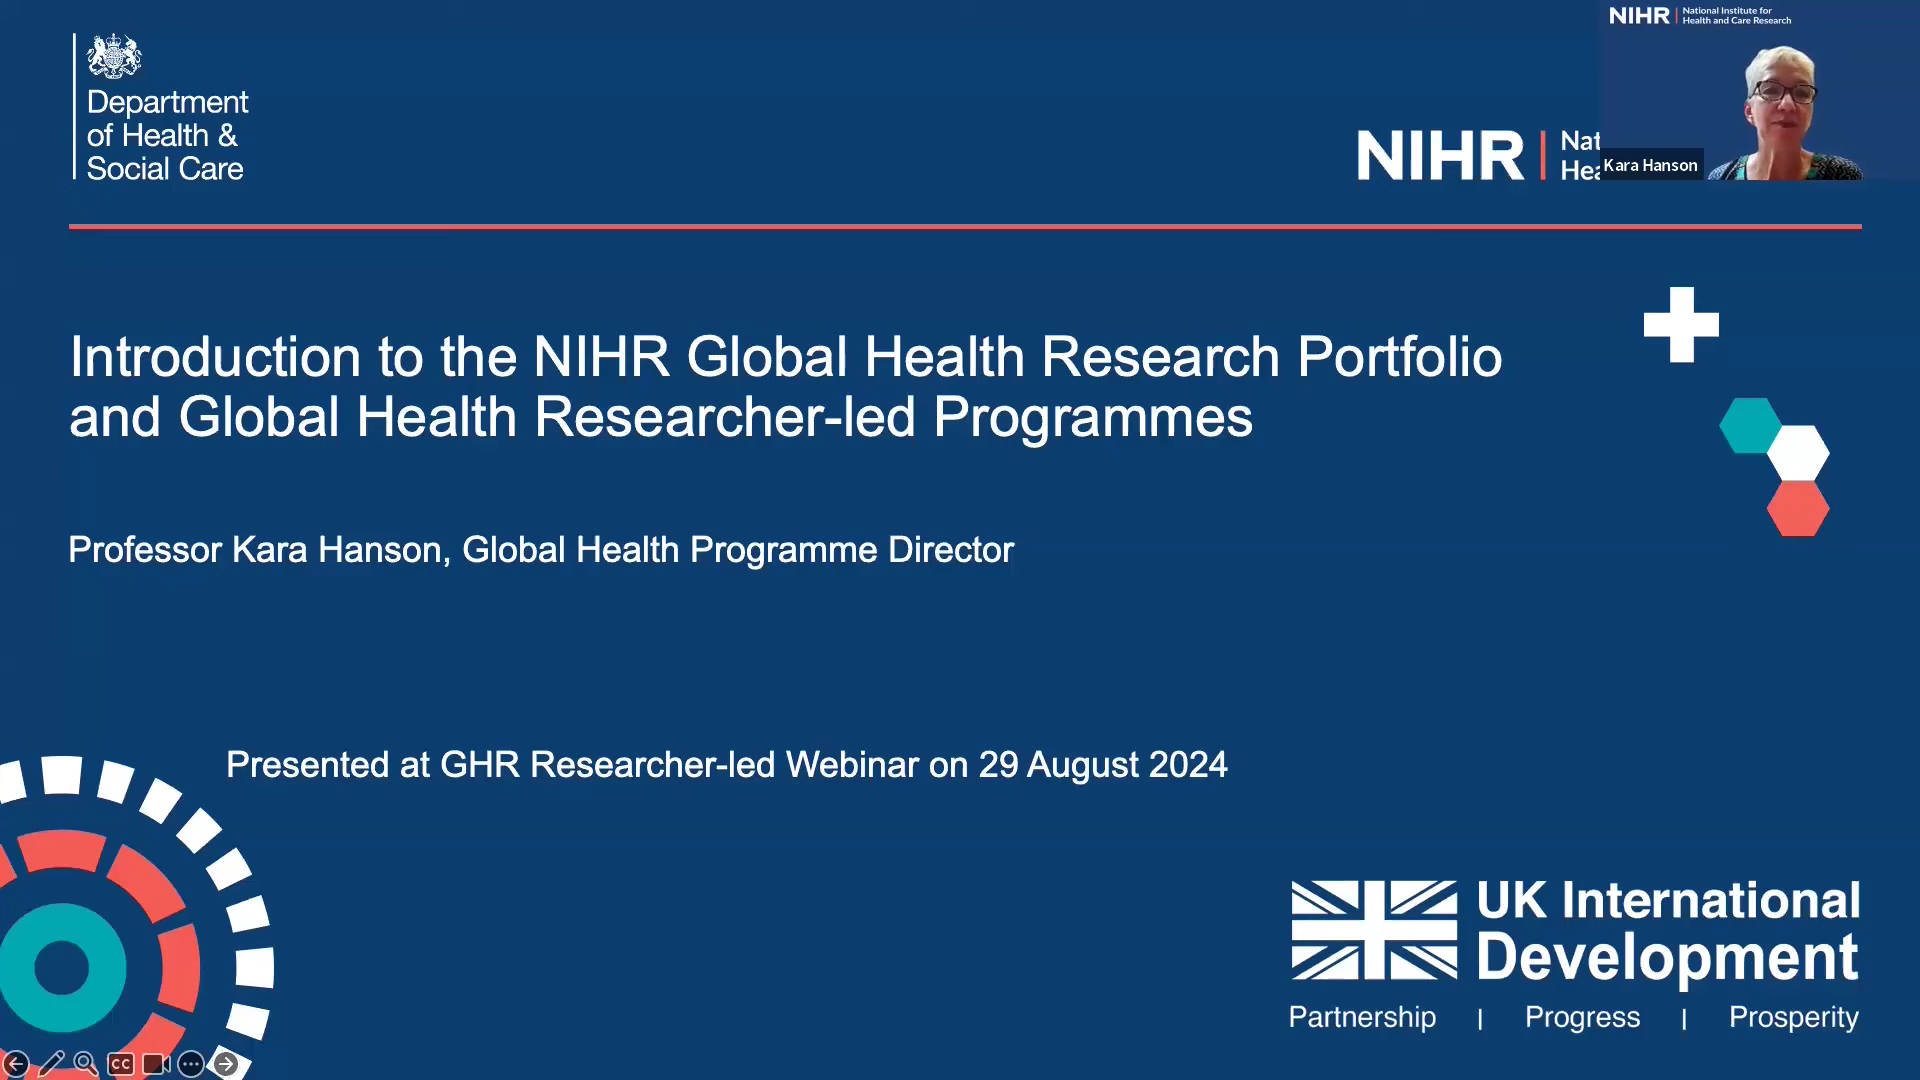 Department
of Health &
Social Care
NIHR | National Institute for
Health and Care Research
NIHR
Kara Hanson
Introduction to the NIHR Global Health Research Portfolio
and Global Health Researcher-led Programmes
Professor Kara Hanson, Global Health Programme Director
Presented at GHR Researcher-led Webinar on 29 August 2024
UK International
Development
Partnership | Progress | Prosperity
CC